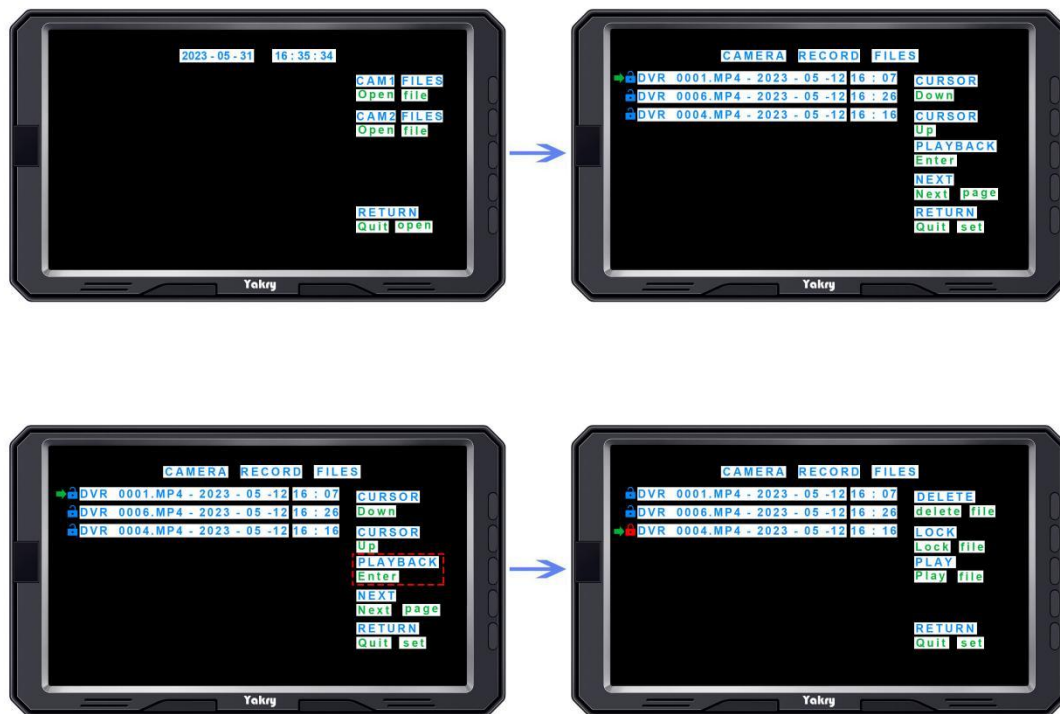 2023 - 05 - 31 16 : 35 : 34
CAM1 FILES
Open file
CAM2 FILES
Open file
RETURN
Quit open
Yakry
CAMERA RECORD FILES
DVR 0001.MP4 - 2023 - 05 -12 16 : 07
DVR 0006.MP4 - 2023 - 05 -12 16 : 26
DVR 0004.MP4 - 2023 - 05 -12 16 : 16
CURSOR
Down
CURSOR
Up
PLAYBACK
Enter
NEXT
Next page
RETURN
Quit set
Yakry
CAMERA RECORD FILES
DVR 0001.MP4 - 2023 - 05 -12 16 : 07
DVR 0006.MP4 - 2023 - 05 -12 16 : 26
DVR 0004.MP4 - 2023 - 05 -12 16 : 16
CURSOR
Down
CURSOR
Up
PLAYBACK
Enter
NEXT
Next page
RETURN
Quit set
Yakry
CAMERA RECORD FILES
DVR 0001.MP4 - 2023 - 05 -12 16 : 07
DVR 0006.MP4 - 2023 - 05 -12 16 : 26
DVR 0004.MP4 - 2023 - 05 -12 16 : 16
DELETE
delete file
LOCK
Lock file
PLAY
Play file
RETURN
Quit set
Yakry